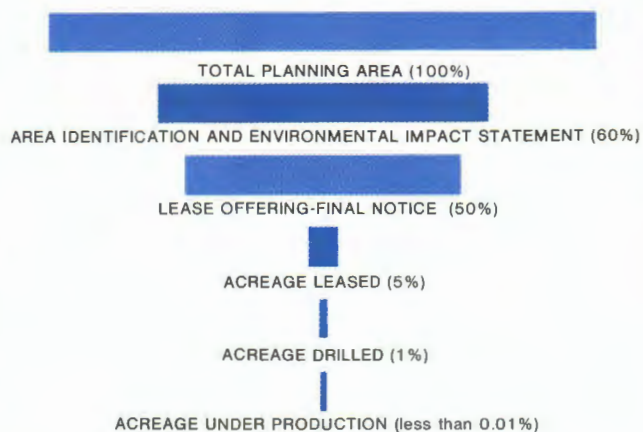 TOTAL PLANNING AREA (100%)
AREA IDENTIFICATION AND ENVIRONMENTAL IMPACT STATEMENT (60%)
LEASE OFFERING-FINAL NOTICE (50%)
ACREAGE LEASED (5%)
ACREAGE DRILLED (1%)
ACREAGE UNDER PRODUCTION (less than 0.01%)